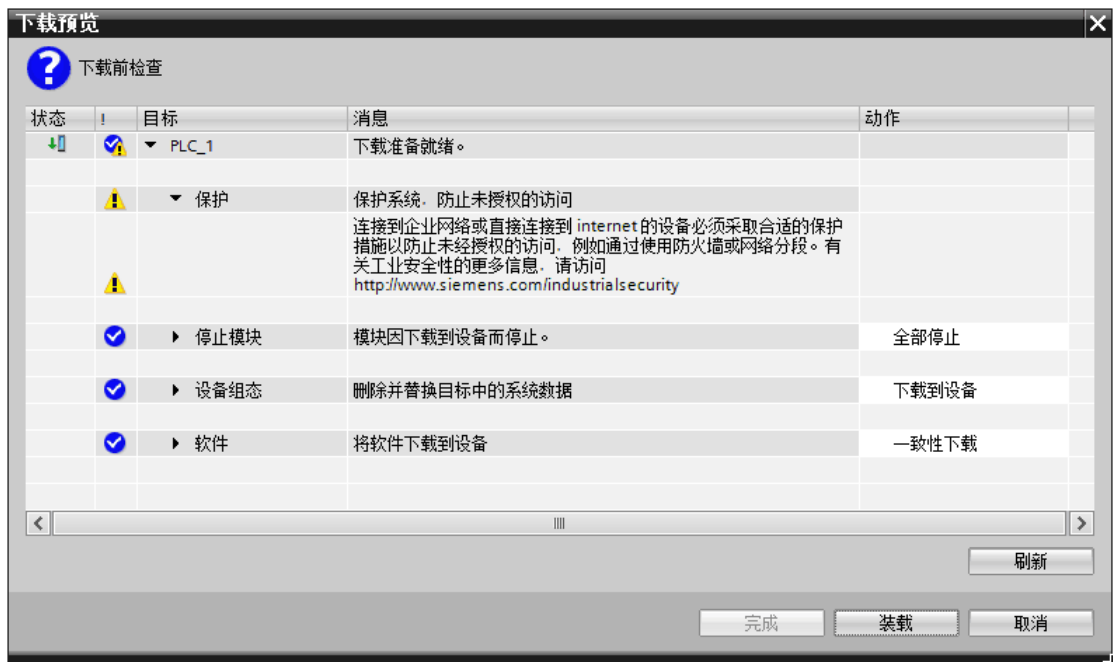 下载预览
下载前检查
状态 ! 目标 消息 动作
PLC_1 下载准备就绪。
保护 保护系统，防止未授权的访问
连接到企业网络或直接连接到 internet 的设备必须采取合适的保护
措施以防止未经授权的访问，例如通过使用防火墙或网络分段。有
关工业安全性的更多信息，请访问
http://www.siemens.com/industrialsecurity
停止模块 模块因下载到设备而停止。 全部停止
设备组态 删除并替换目标中的系统数据 下载到设备
软件 将软件下载到设备 一致性下载
刷新
完成 装载 取消